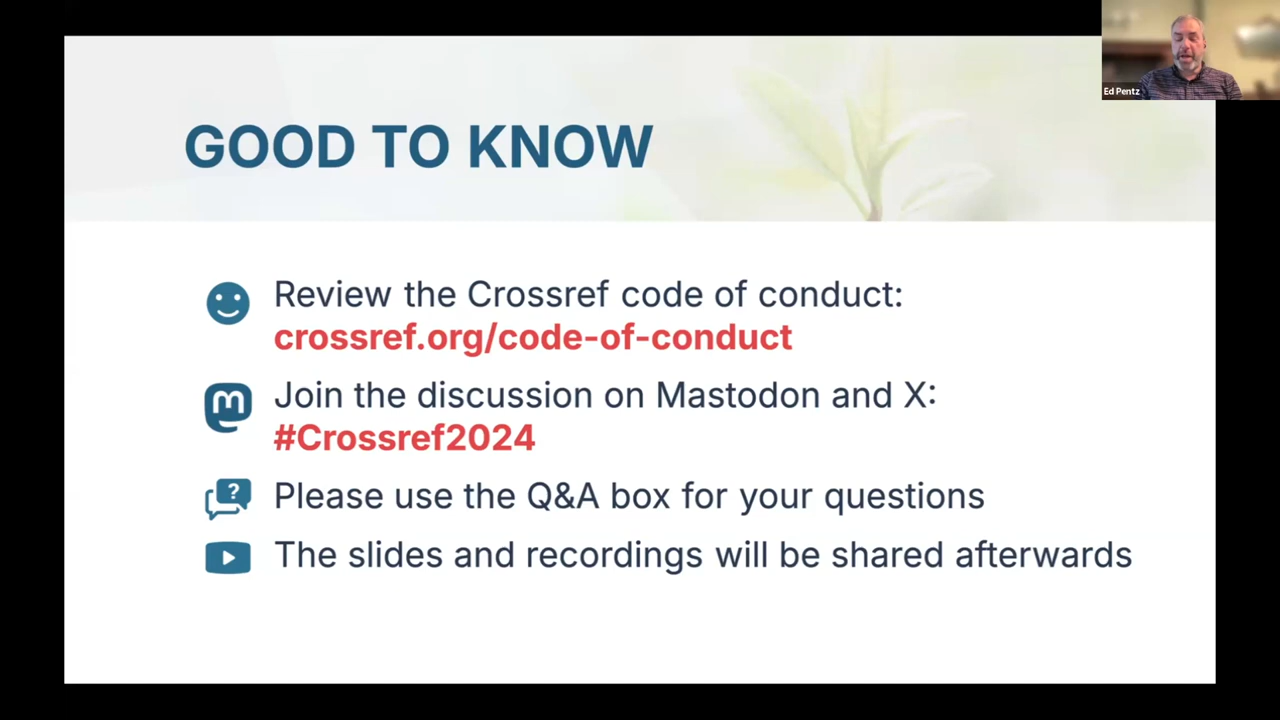 Ed Pentz
GOOD TO KNOW
Review the Crossref code of conduct:
crossref.org/code-of-conduct
Join the discussion on Mastodon and X:
#Crossref2024
Please use the Q&A box for your questions
The slides and recordings will be shared afterwards